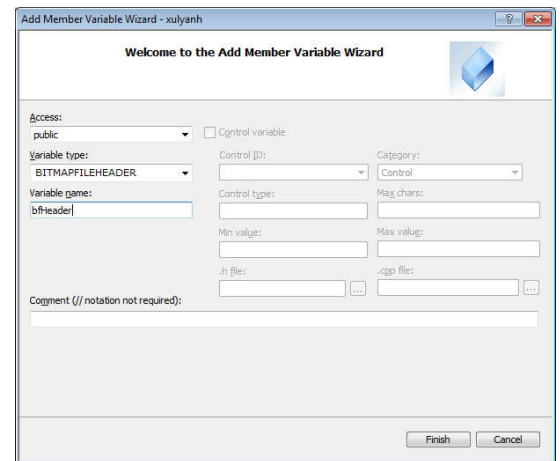 Add Member Variable Wizard - xulyanh
Welcome to the Add Member Variable Wizard
Access:
public
Control variable
Variable type:
Control ID:
Category:
BITMAPFILEHEADER
Control
Variable name:
Control type:
Max chars:
bfHeader
Min value:
Max value:
.h file:
.cpp file:
...
...
Comment (// notation not required):
Finish
Cancel